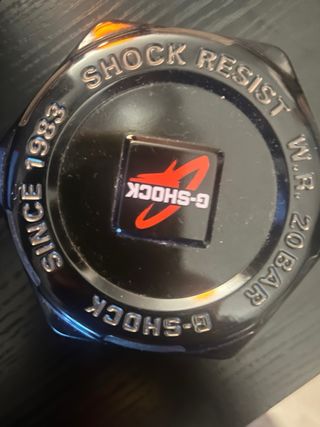 SHOCK RESIST
W.R. 20BAR
G-SHOCK
SINCE 1983
G-SHOCK